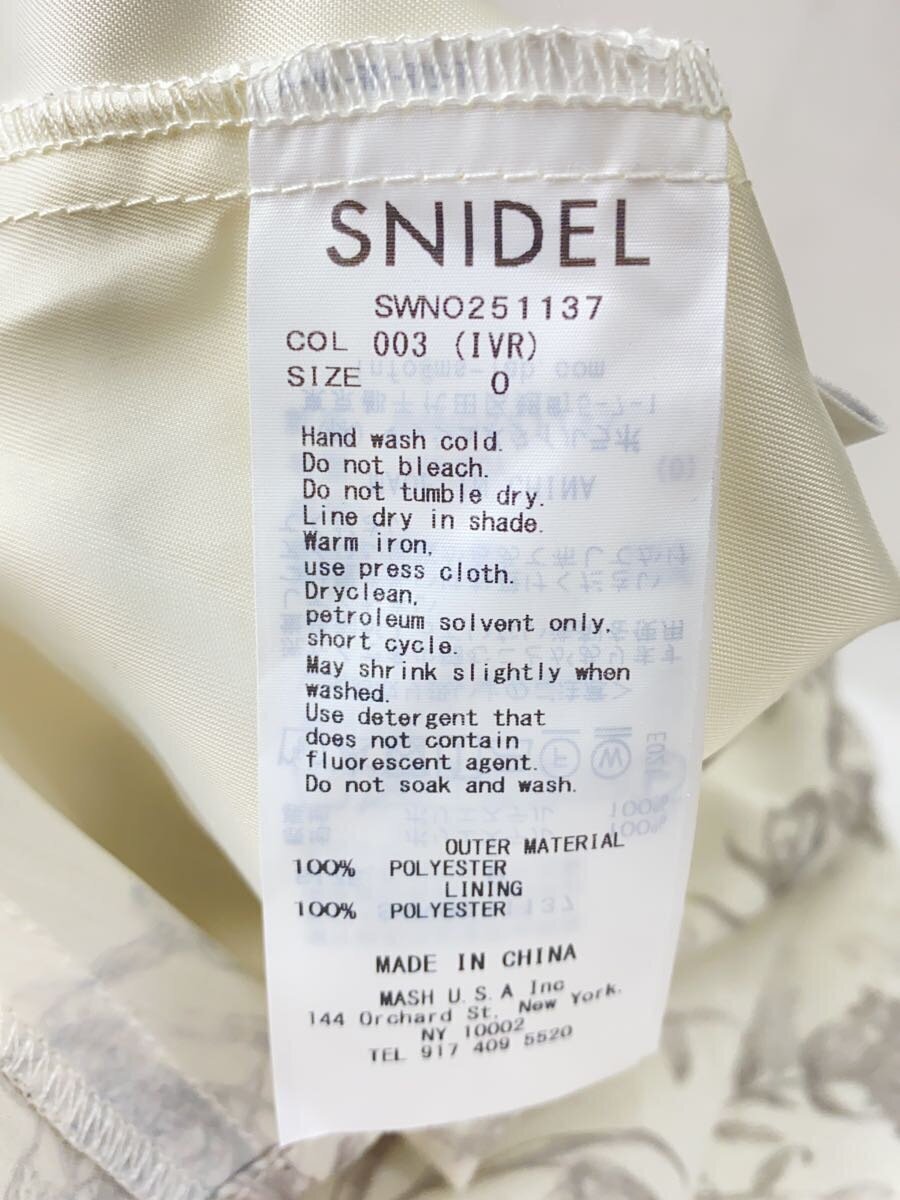 SNIDEL
SWNO251137
COL 003 (IVR)
SIZE 0
Hand wash cold.
Do not bleach.
Do not tumble dry.
Line dry in shade.
Warm iron,
use press cloth.
Dryclean,
petroleum solvent only,
short cycle.
May shrink slightly when
washed.
Use detergent that
does not contain
fluorescent agent.
Do not soak and wash.
OUTER MATERIAL
100% POLYESTER
LINING
100% POLYESTER
MADE IN CHINA
MASH U.S.A Inc
144 Orchard St, New York.
NY 10002
TEL 917 409 5520